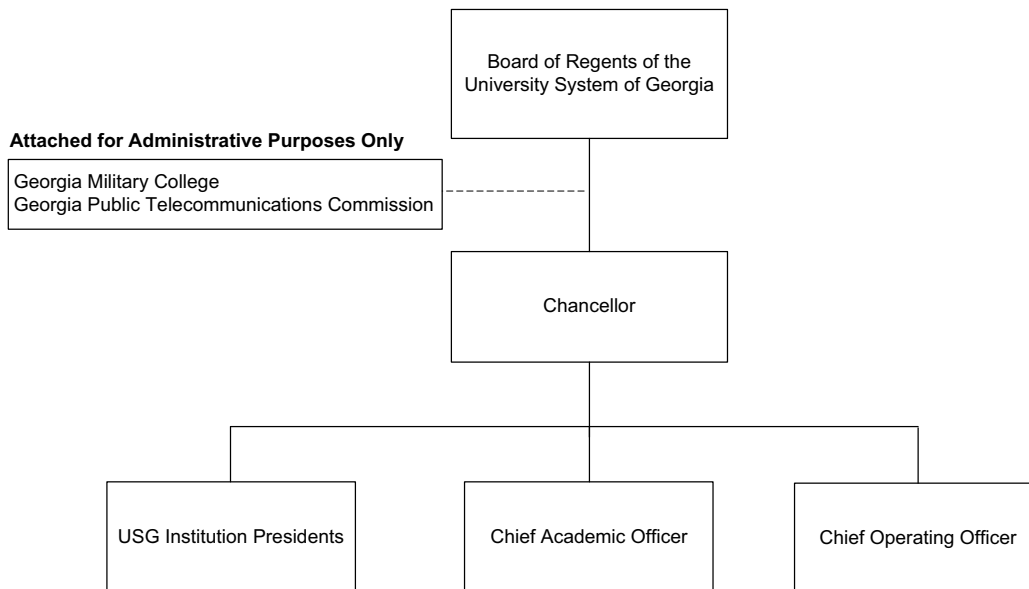 Board of Regents of the
University System of Georgia
Attached for Administrative Purposes Only
Georgia Military College
Georgia Public Telecommunications Commission
Chancellor
USG Institution Presidents
Chief Academic Officer
Chief Operating Officer